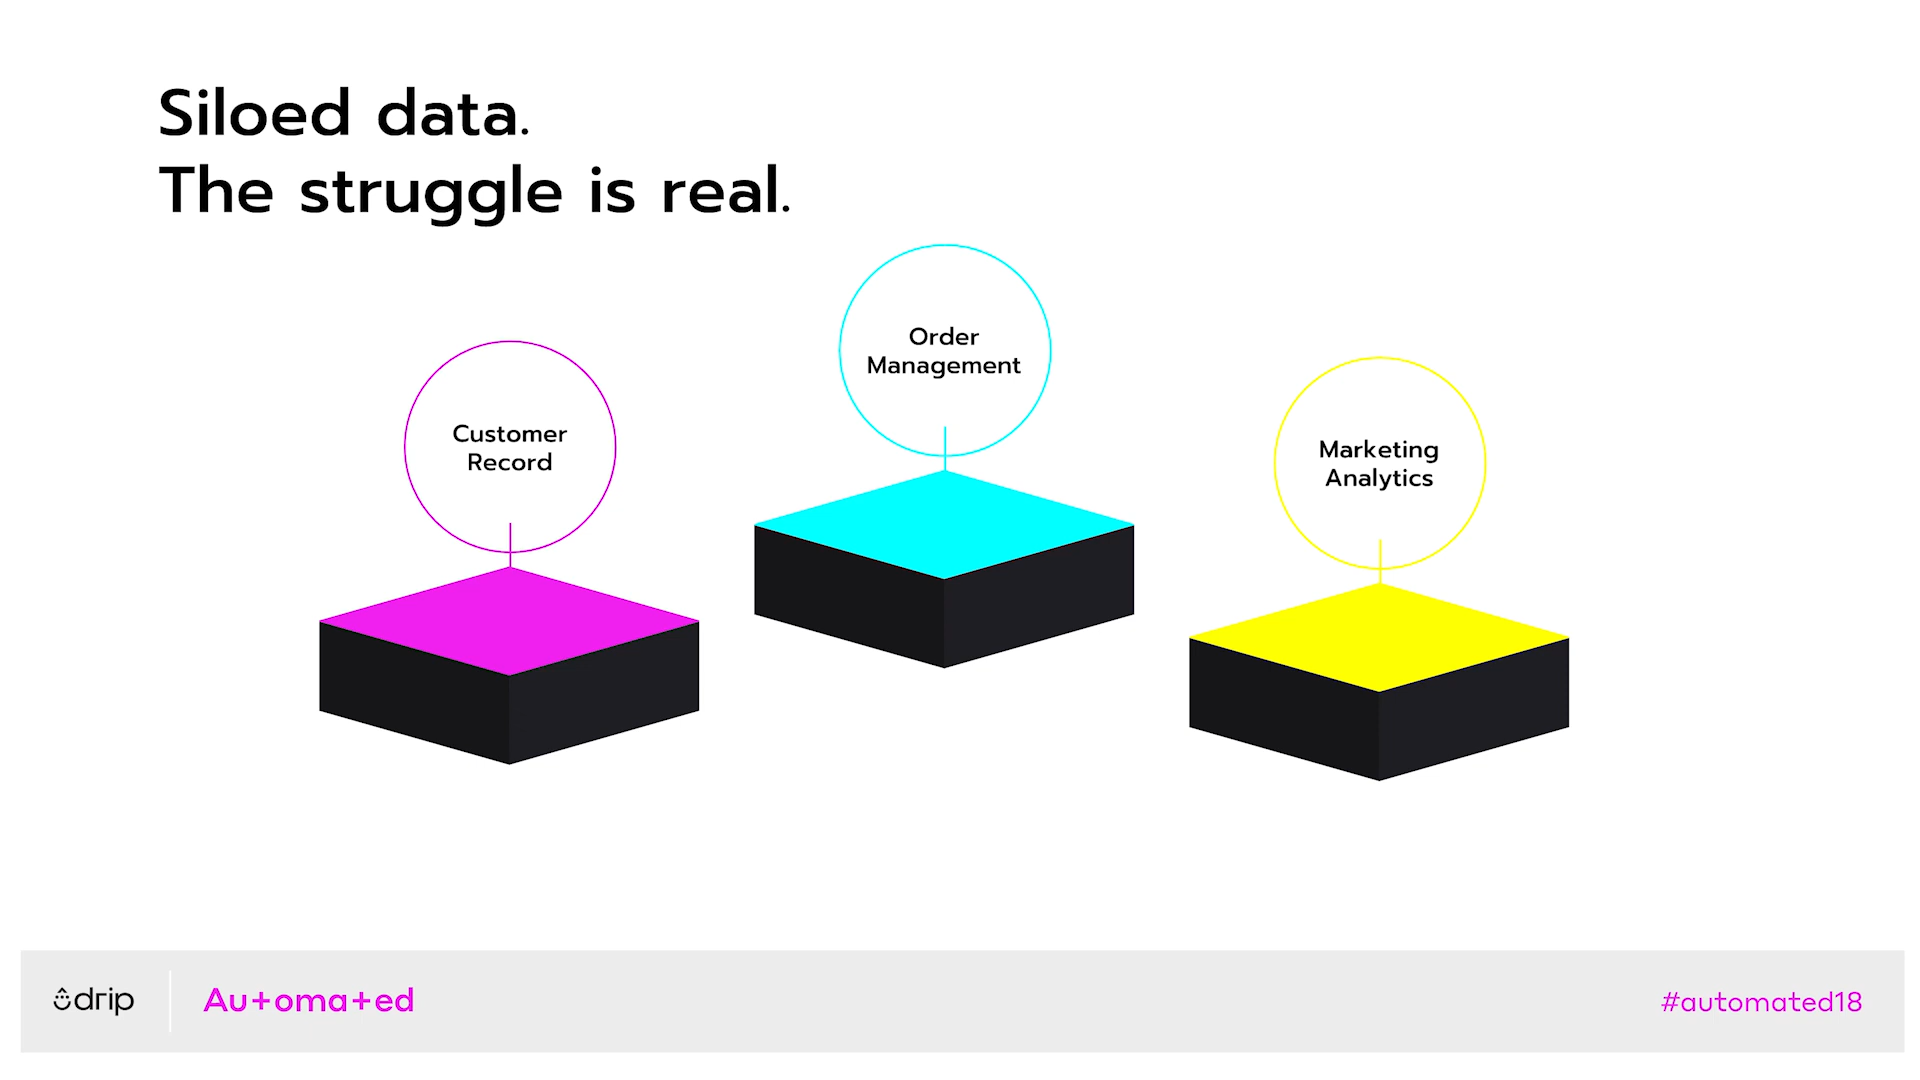 Siloed data.
The struggle is real.
Customer
Record
Order
Management
Marketing
Analytics
drip
Au+oma+ed
#automated18